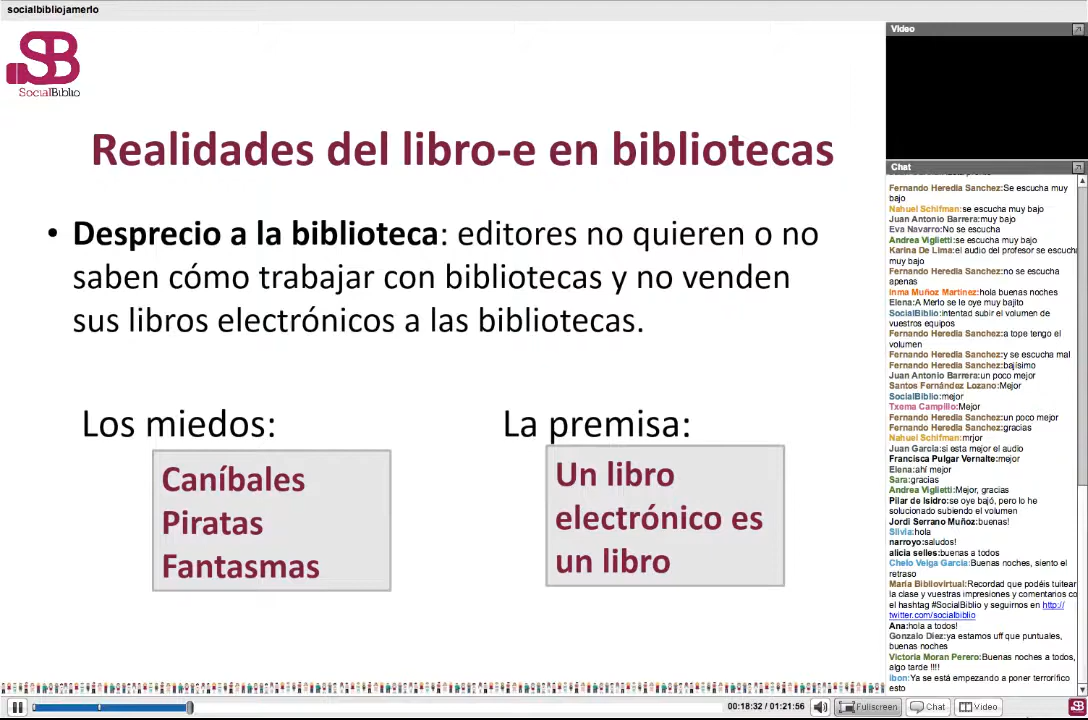 socialbibliojamerlo
SB
SocialBiblio
Realidades del libro-e en bibliotecas
• Desprecio a la biblioteca: editores no quieren o no
saben cómo trabajar con bibliotecas y no venden
sus libros electrónicos a las bibliotecas.
Los miedos:
Caníbales
Piratas
Fantasmas
La premisa:
Un libro
electrónico es
un libro
Video
Chat
Fernando Heredia Sanchez:Se escucha muy
bajo
Nahuel Schifman:se escucha muy bajo
Juan Antonio Barrera:muy bajo
Eva Navarro:No se escucha
Andrea Viglietti:se escucha muy bajo
Karina De Lima:el audio del profesor se escucha
muy bajo
Fernando Heredia Sanchez:no se escucha
apenas
Inma Muñoz Martinez:hola buenas noches
Elena:A Merlo se le oye muy bajito
SocialBiblio:intentad subir el volumen de
vuestros equipos
Fernando Heredia Sanchez:a tope tengo el
volumen
Fernando Heredia Sanchez:y se escucha mal
Fernando Heredia Sanchez:bajísimo
Juan Antonio Barrera:un poco mejor
Santos Fernández Lozano:Mejor
SocialBiblio:mejor
Txema Campillo:Mejor
Fernando Heredia Sanchez:un poco mejor
Fernando Heredia Sanchez:gracias
Nahuel Schifman:mrjor
Juan Garcia:si esta mejor el audio
Francisca Pulgar Vernalte:mejor
Elena:ahí mejor
Sara:gracias
Andrea Viglietti:Mejor, gracias
Pilar de Isidro:se oye bajó, pero lo he
solucionado subiendo el volumen
Jordi Serrano Muñoz:buenas!
Silvia:hola
narroyo:saludos!
alicia selles:buenas a todos
Chelo Veiga Garcia:Buenas noches, siento el
retraso
Maria Bibliovirtual:Recordad que podéis tuitear
la clase y vuestras impresiones y comentarios co
el hashtag #SocialBiblio y seguirnos en http://
twitter.com/socialbiblio
Ana:hola a todos!
Gonzalo Diez:ya estamos uff que puntuales,
buenas noches
Victoria Moran Perero:Buenas noches a todos,
algo tarde !!!!
ibon:Ya se está empezando a poner terrorífico
esto
00:18:32 / 01:21:56
Fullscreen
Chat
Video
SB